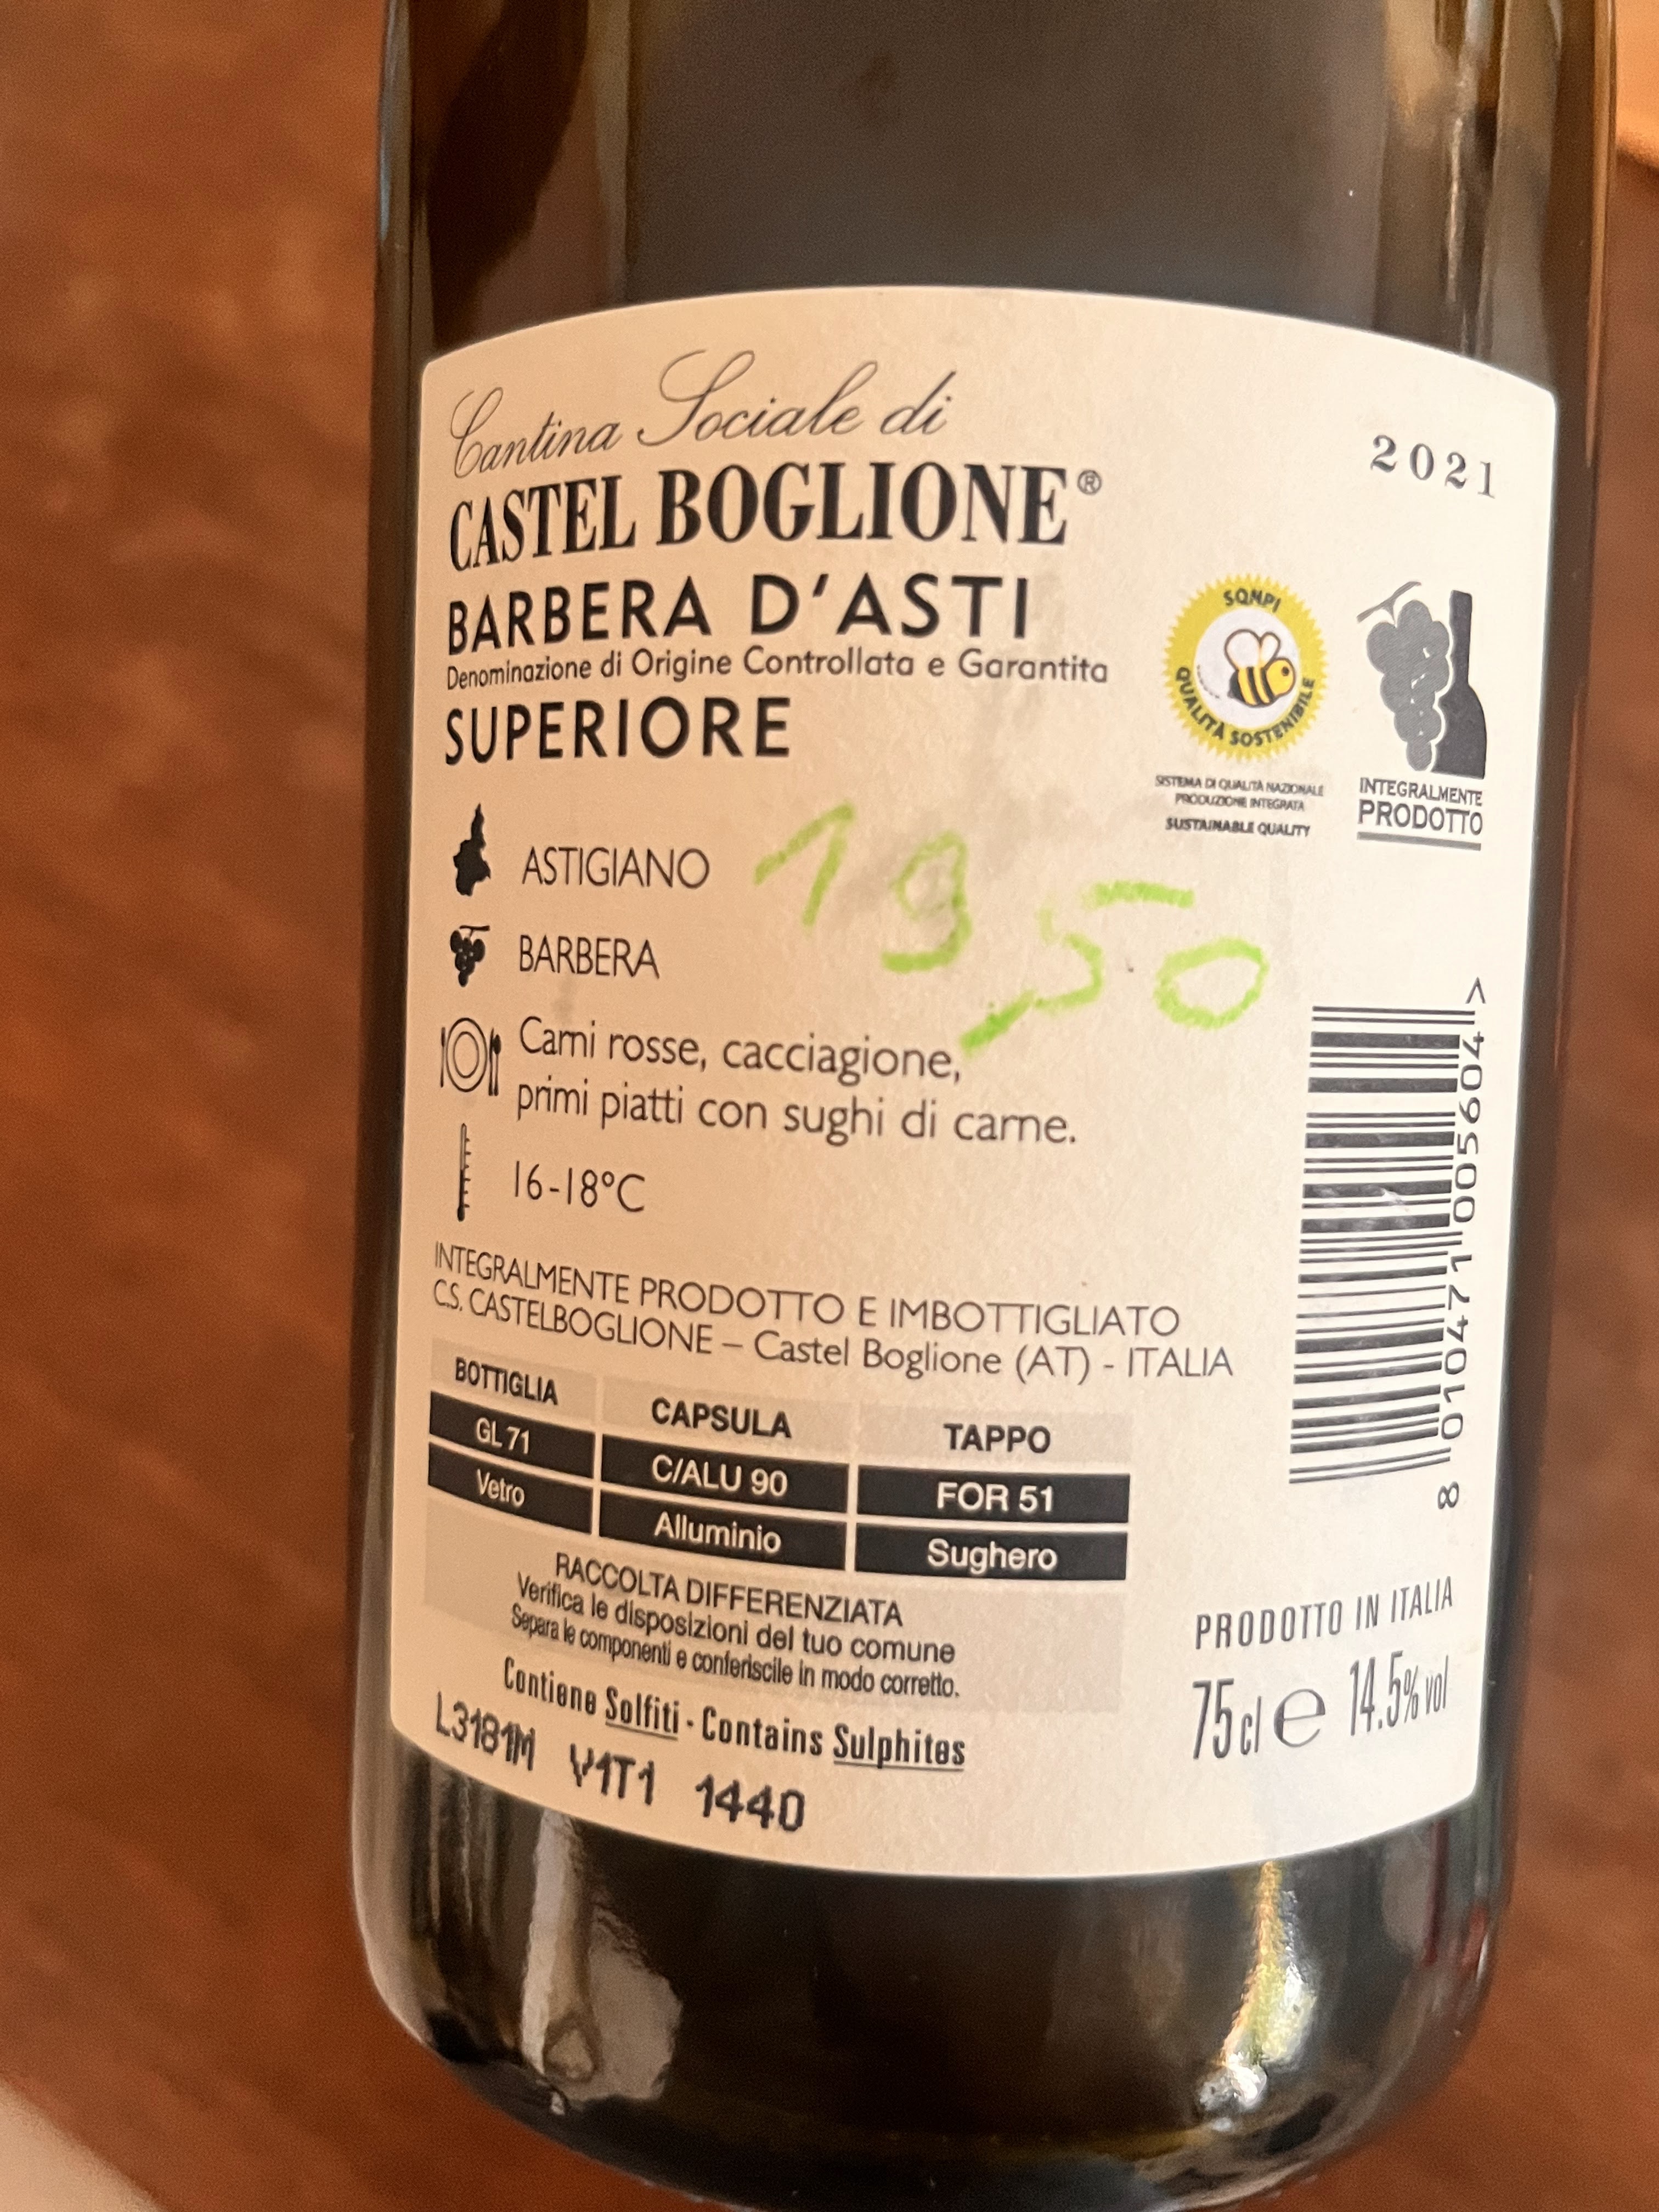 Cantina Sociale di
CASTEL BOGLIONE®
2021
BARBERA D'ASTI
Denominazione di Origine Controllata e Garantita
SUPERIORE
SQNPI
QUALITÀ SOSTENIBILE
SISTEMA DI QUALITÀ NAZIONALE
PRODUZIONE INTEGRATA
SUSTAINABLE QUALITY
INTEGRALMENTE
PRODOTTO
ASTIGIANO
19,50
BARBERA
Carni rosse, cacciagione,
primi piatti con sughi di carne.
16-18°C
INTEGRALMENTE PRODOTTO E IMBOTTIGLIATO
C.S. CASTELBOGLIONE – Castel Boglione (AT) - ITALIA
8 010471 005604 >
BOTTIGLIA CAPSULA TAPPO
GL 71 C/ALU 90 FOR 51
Vetro Alluminio Sughero
RACCOLTA DIFFERENZIATA
Verifica le disposizioni del tuo comune
Separa le componenti e conferiscile in modo corretto.
Contiene Solfiti - Contains Sulphites
L3181M V1T1 1440
PRODOTTO IN ITALIA
75 cl e 14.5% vol